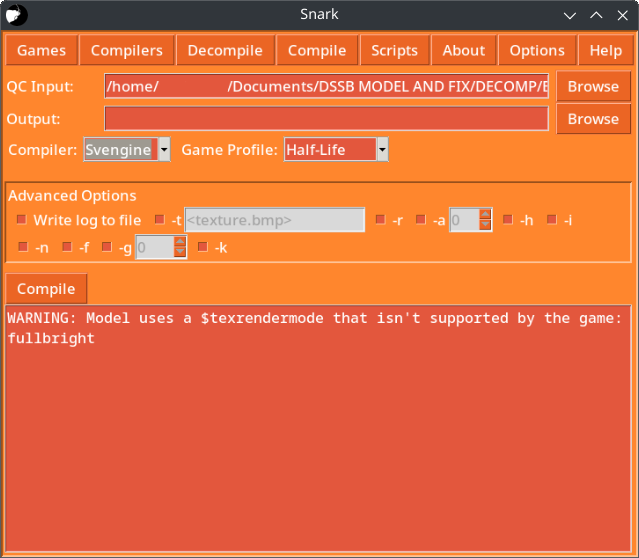 Snark
Games Compilers Decompile Compile Scripts About Options Help
QC Input: /home/ /Documents/DSSB MODEL AND FIX/DECOMP/E Browse
Output: Browse
Compiler: Svengine Game Profile: Half-Life
Advanced Options
Write log to file -t <texture.bmp> -r -a 0 -h -i
-n -f -g 0 -k
Compile
WARNING: Model uses a $texrendermode that isn't supported by the game:
fullbright